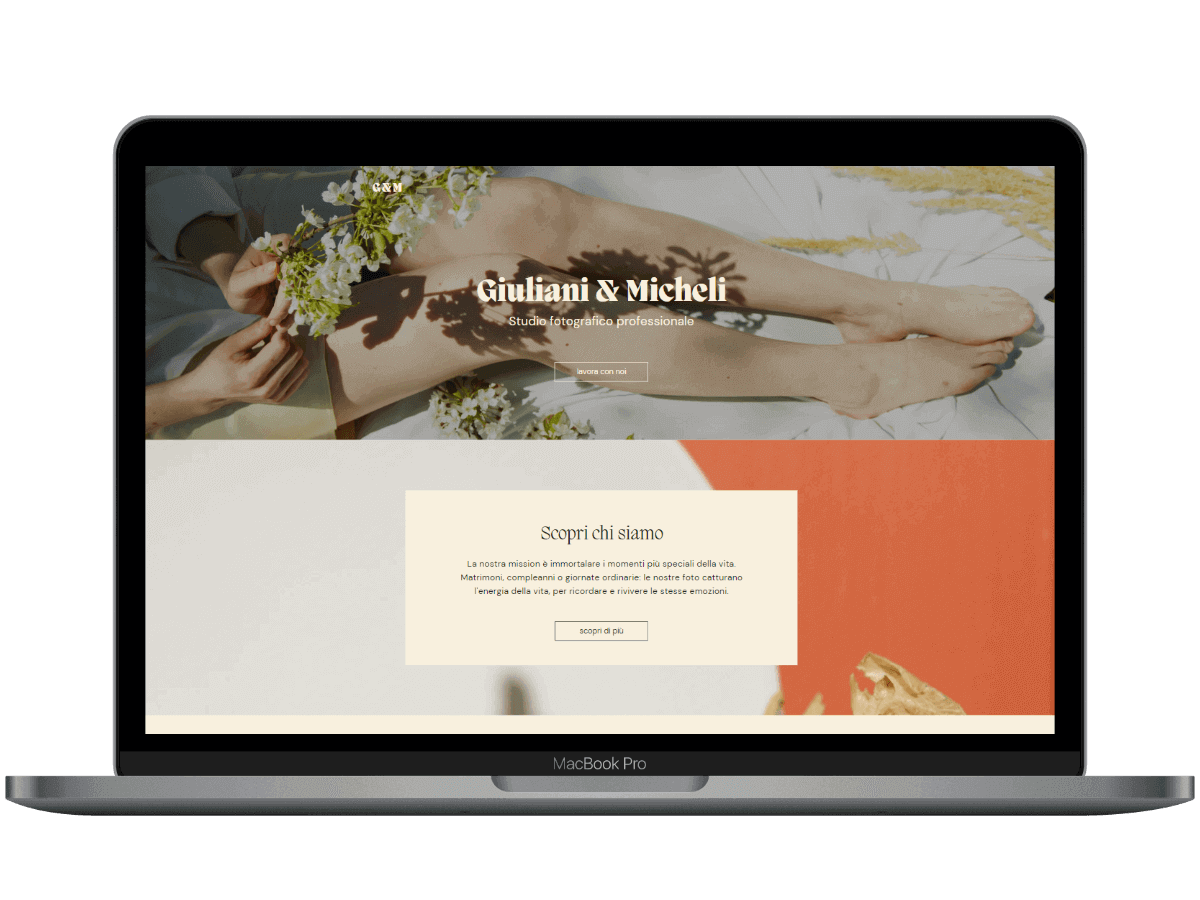 G&M
Giuliani & Micheli
Studio fotografico professionale
lavora con noi
Scopri chi siamo
La nostra mission è immortalare i momenti più speciali della vita.
Matrimoni, compleanni o giornate ordinarie: le nostre foto catturano
l'energia della vita, per ricordare e rivivere le stesse emozioni.
scopri di più
MacBook Pro